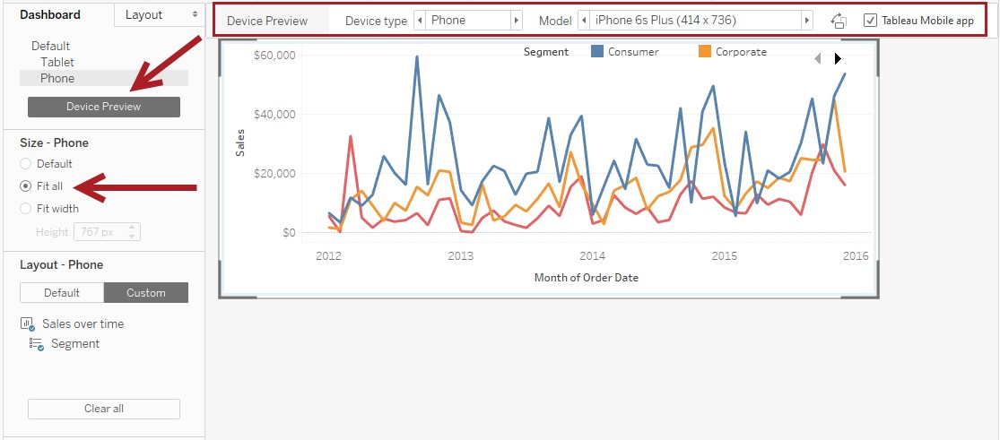 Dashboard
Layout
Default
Tablet
Phone
Device Preview
Size - Phone
Default
Fit all
Fit width
Height 767 px
Layout - Phone
Default
Custom
Sales over time
Segment
Clear all
Device Preview
Device type
Phone
Model
iPhone 6s Plus (414 x 736)
Tableau Mobile app
Segment
Consumer
Corporate
$60,000
$40,000
$20,000
$0
Sales
2012
2013
2014
2015
2016
Month of Order Date